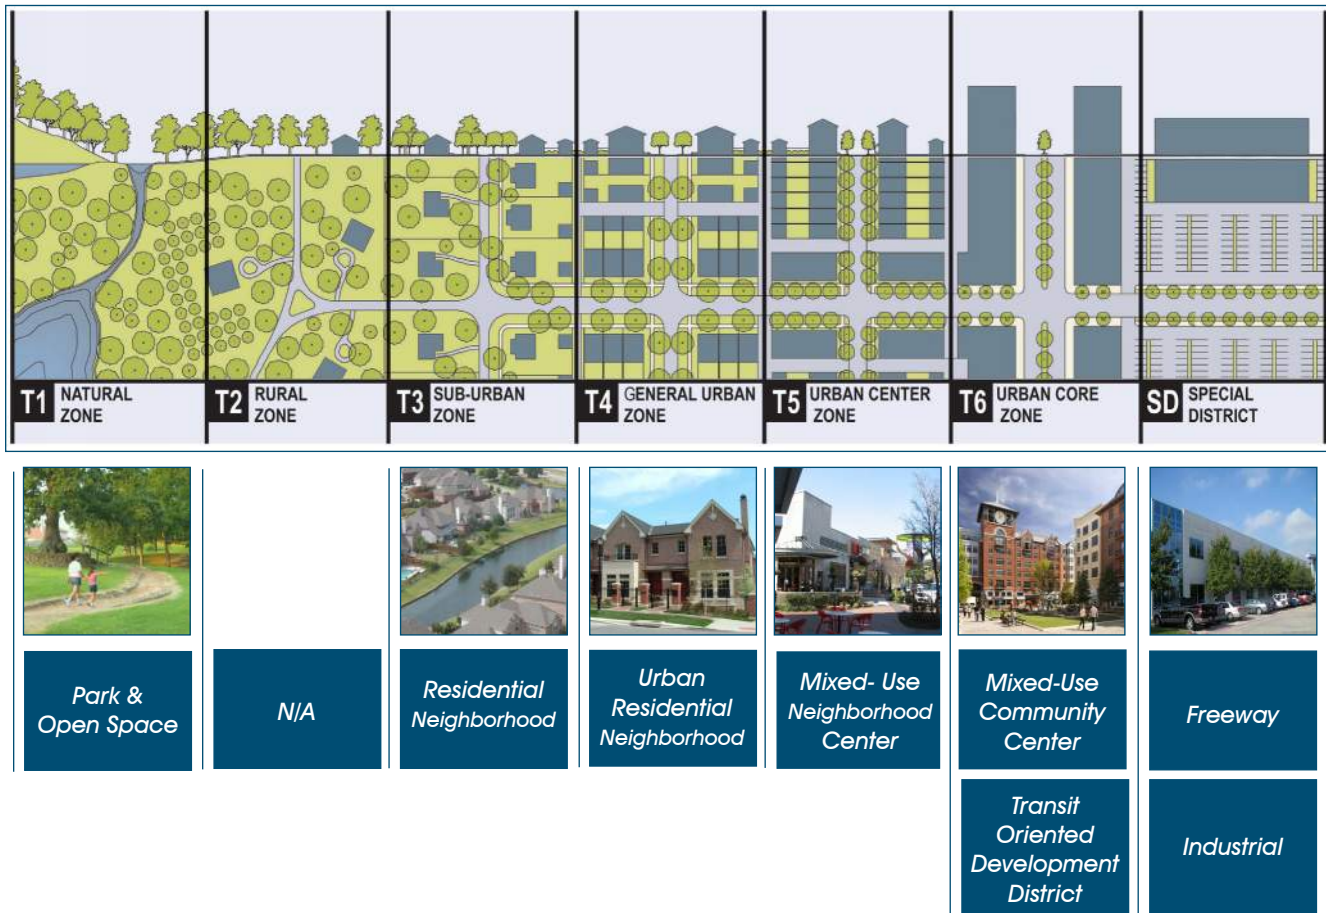 T1 NATURAL
ZONE
T2 RURAL
ZONE
T3 SUB-URBAN
ZONE
T4 GENERAL URBAN
ZONE
T5 URBAN CENTER
ZONE
T6 URBAN CORE
ZONE
SD SPECIAL
DISTRICT
Park &
Open Space
N/A
Residential
Neighborhood
Urban
Residential
Neighborhood
Mixed- Use
Neighborhood
Center
Mixed-Use
Community
Center
Freeway
Transit
Oriented
Development
District
Industrial